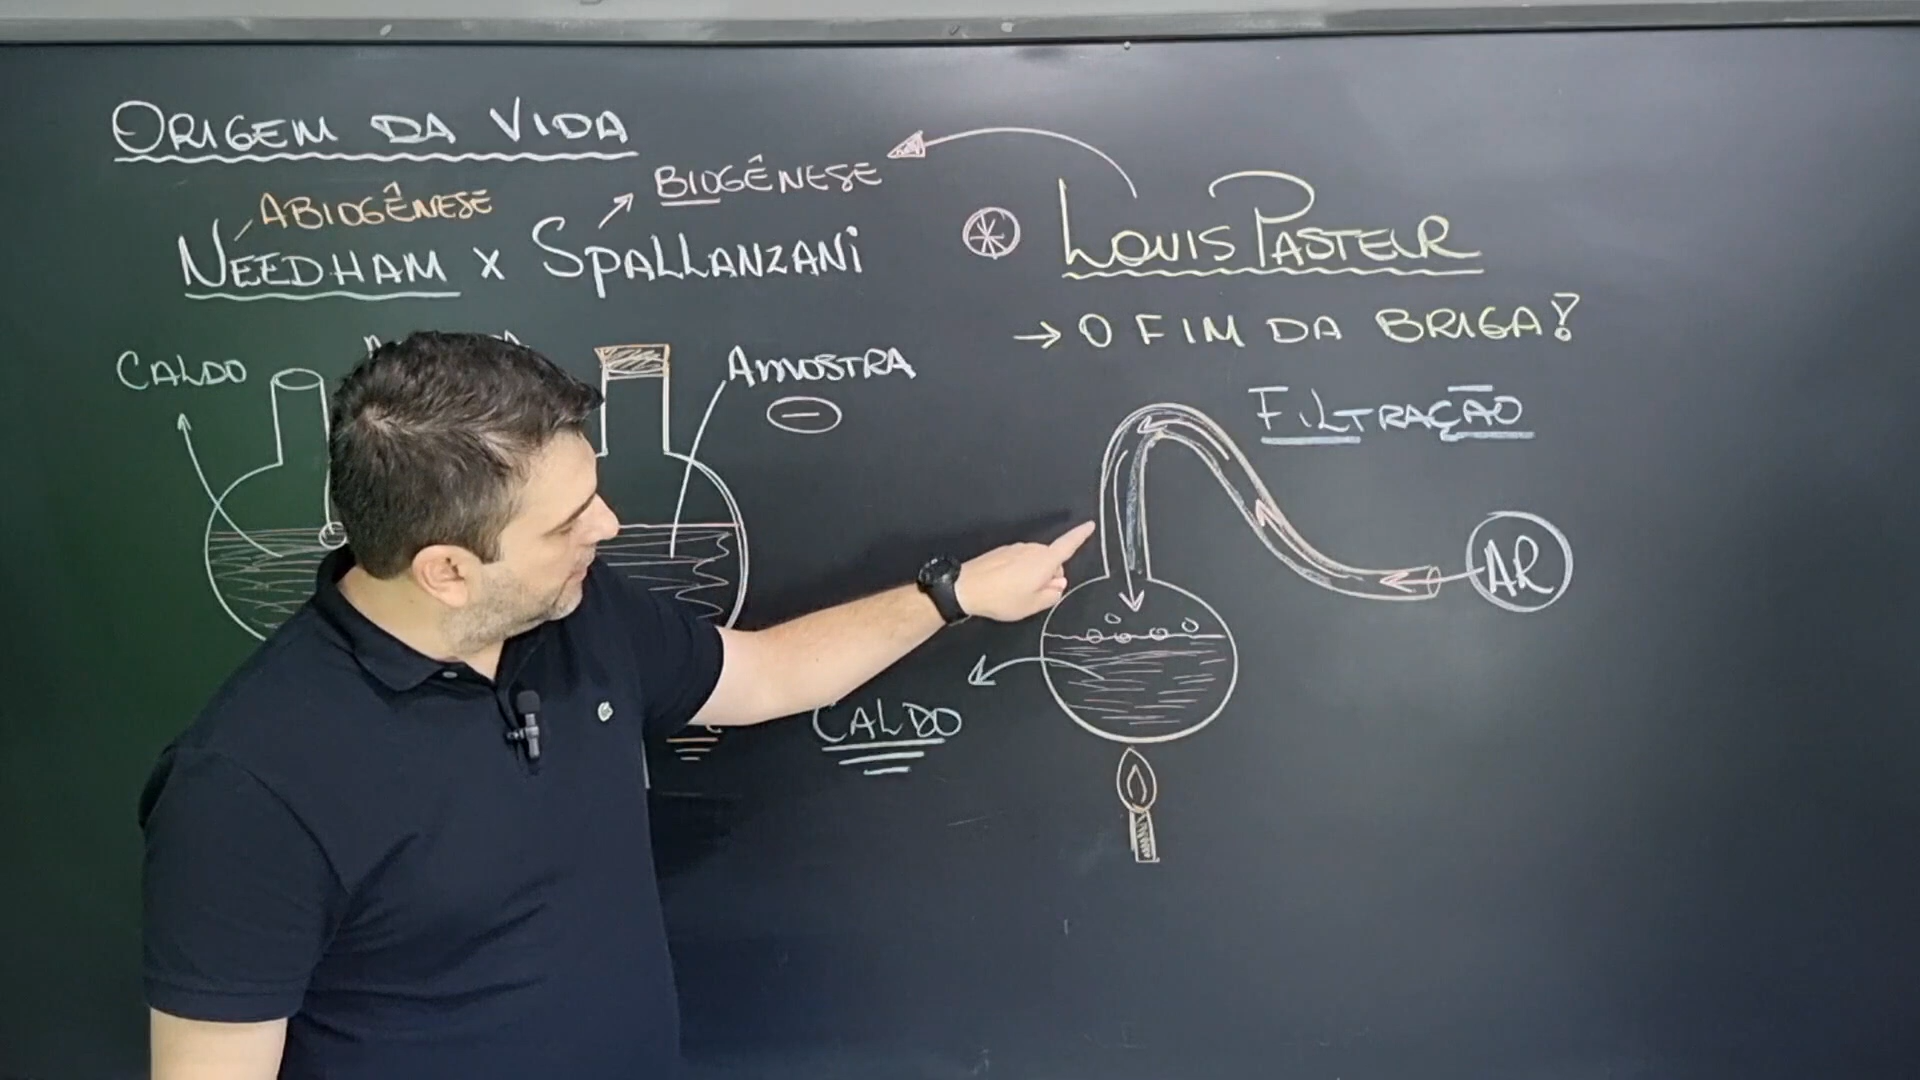 ORIGEM DA VIDA
ABIOGÊNESE
BIOGÊNESE
NEEDHAM x SPALLANZANI
CALDO
AMOSTRA
CALDO
LOUIS PASTEUR
→ O FIM DA BRIGA?
FILTRAÇÃO
AR